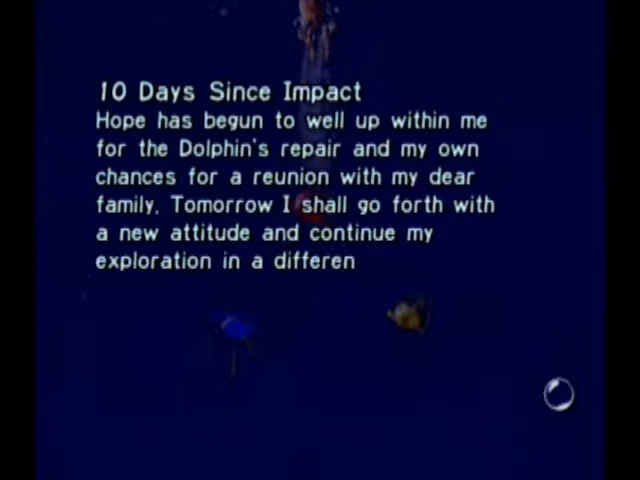 10 Days Since Impact
Hope has begun to well up within me
for the Dolphin's repair and my own
chances for a reunion with my dear
family. Tomorrow I shall go forth with
a new attitude and continue my
exploration in a differen